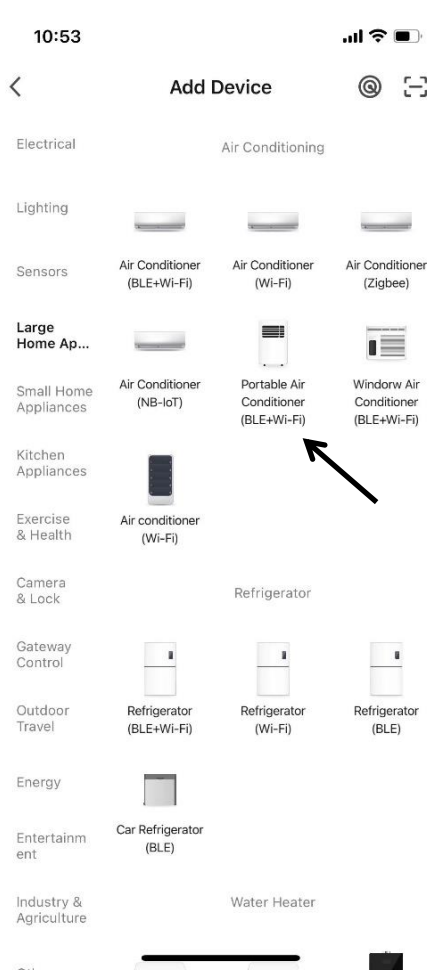 10:53
Add Device
Electrical
Lighting
Sensors
Large
Home Ap...
Small Home
Appliances
Kitchen
Appliances
Exercise
& Health
Camera
& Lock
Gateway
Control
Outdoor
Travel
Energy
Entertainm
ent
Industry &
Agriculture
Air Conditioning
Air Conditioner
(BLE+Wi-Fi)
Air Conditioner
(Wi-Fi)
Air Conditioner
(Zigbee)
Air Conditioner
(NB-IoT)
Portable Air
Conditioner
(BLE+Wi-Fi)
Windorw Air
Conditioner
(BLE+Wi-Fi)
Air conditioner
(Wi-Fi)
Refrigerator
Refrigerator
(BLE+Wi-Fi)
Refrigerator
(Wi-Fi)
Refrigerator
(BLE)
Car Refrigerator
(BLE)
Water Heater